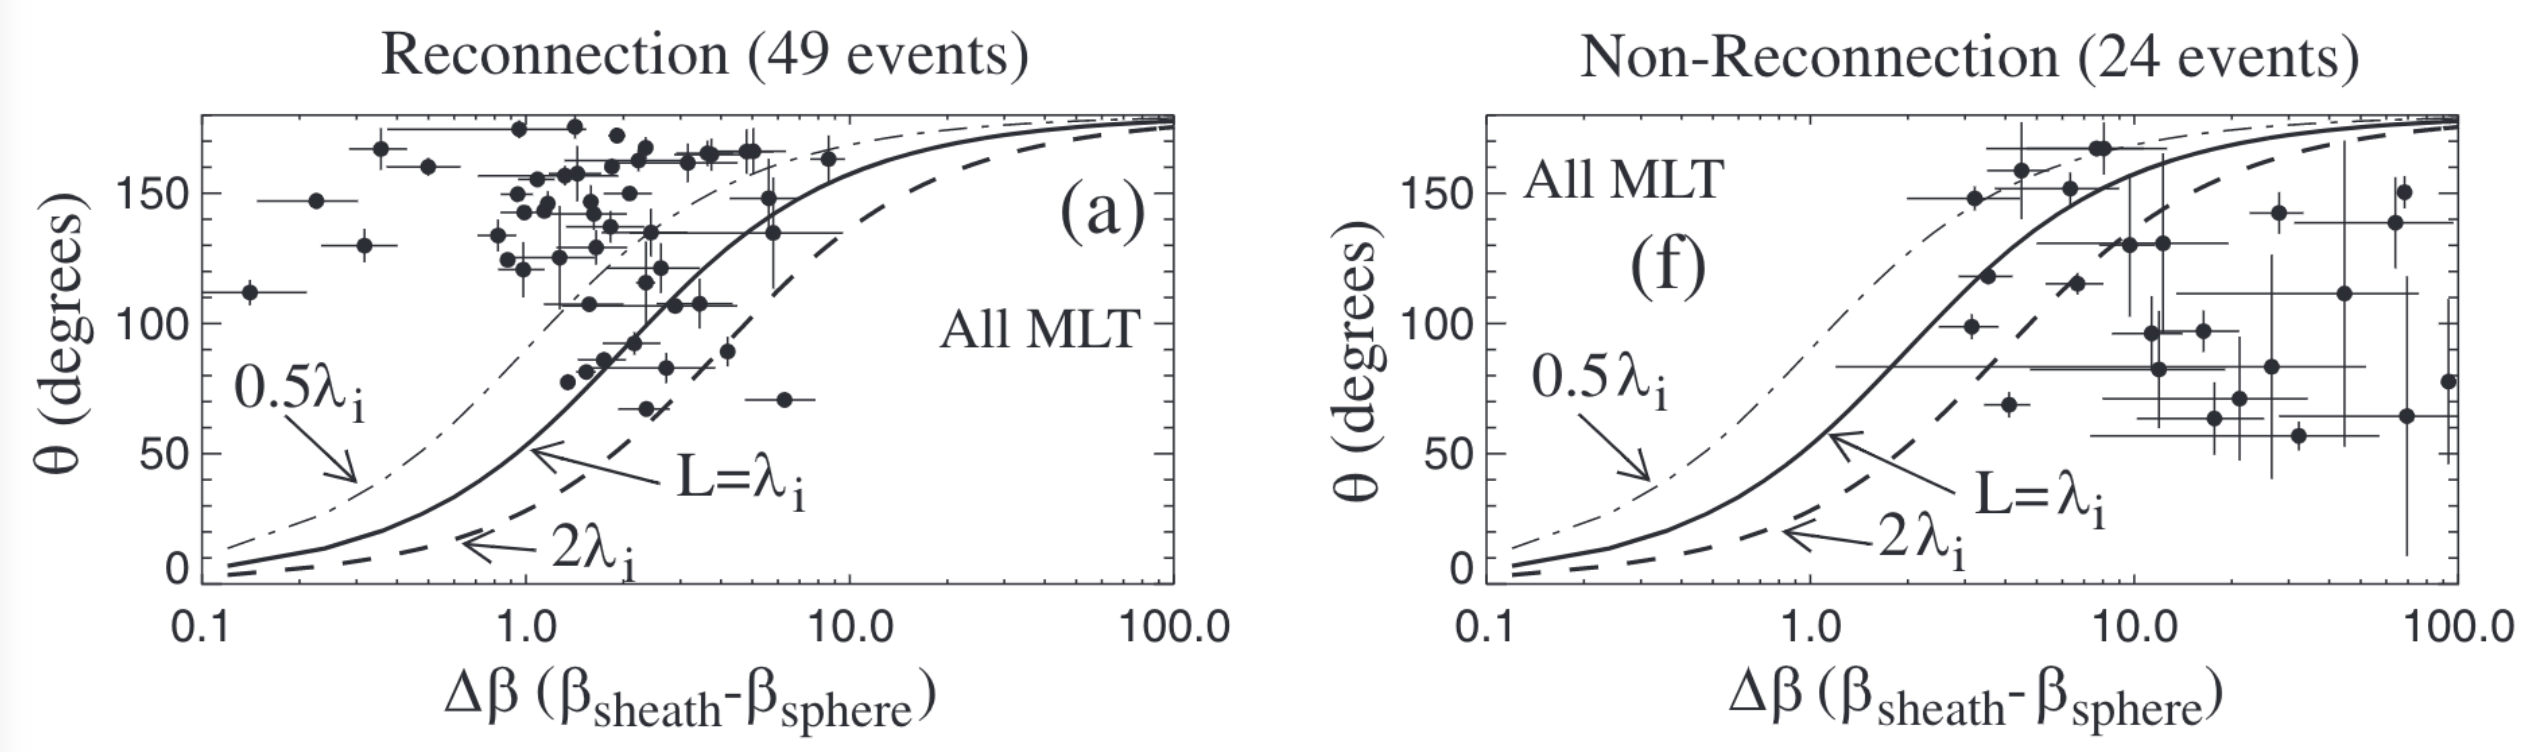 Reconnection (49 events)
150
100
50
0
θ (degrees)
(a)
All MLT
0.5λi
L=λi
2λi
0.1
1.0
10.0
100.0
Δβ (βsheath-βsphere)
Non-Reconnection (24 events)
150
100
50
0
θ (degrees)
All MLT
(f)
0.5λi
L=λi
2λi
0.1
1.0
10.0
100.0
Δβ (βsheath-βsphere)